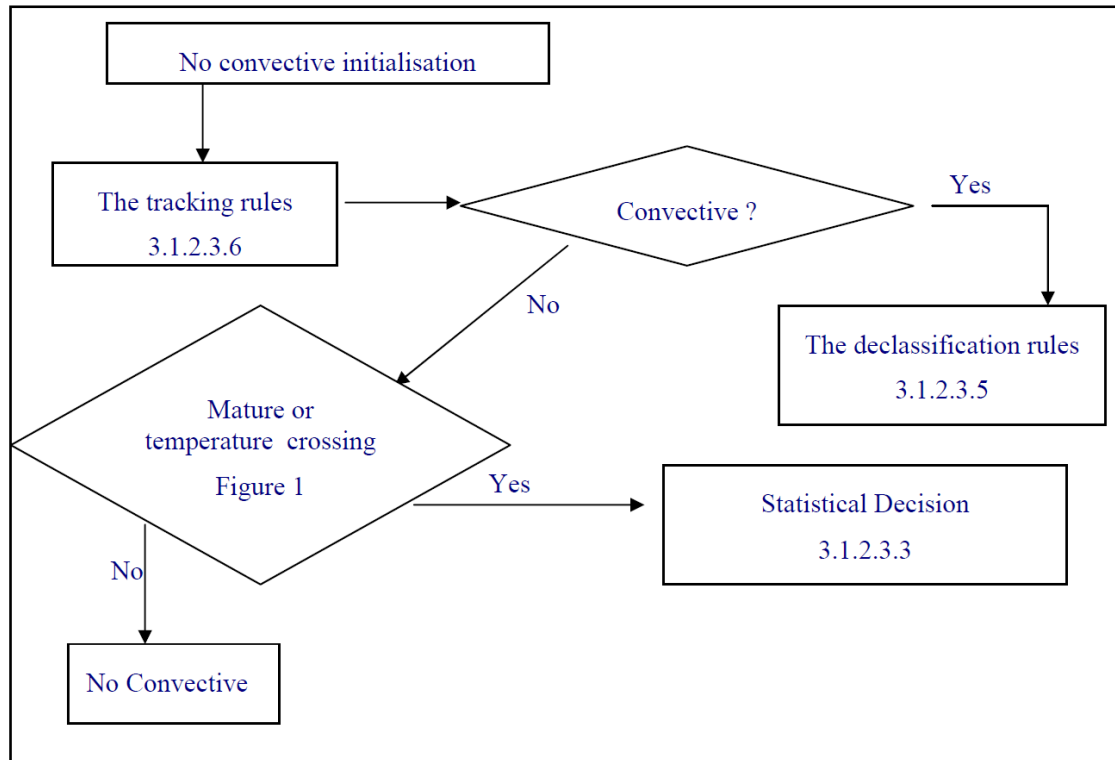 No convective initialisation
The tracking rules
3.1.2.3.6
Convective ?
Yes
No
The declassification rules
3.1.2.3.5
Mature or
temperature crossing
Figure 1
Yes
Statistical Decision
3.1.2.3.3
No
No Convective